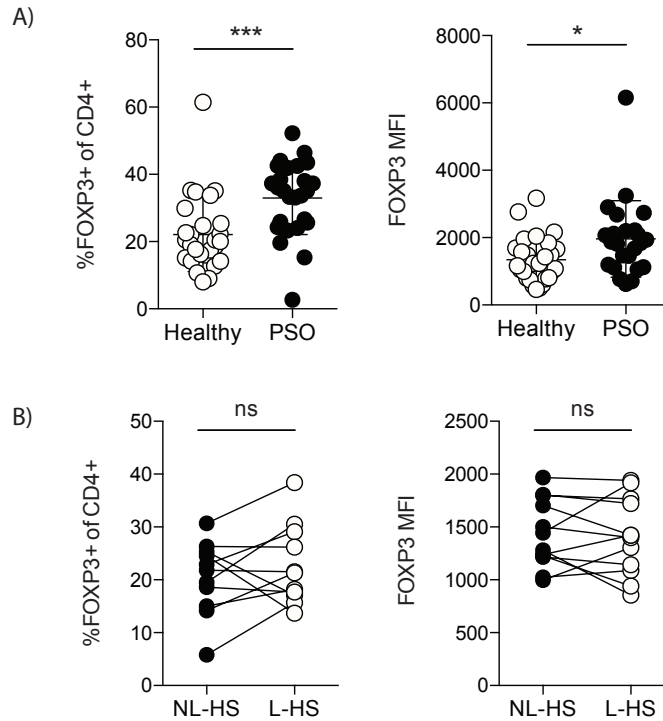 A)
%FOXP3+ of CD4+
80
60
40
20
0
***
Healthy
PSO
FOXP3 MFI
8000
6000
4000
2000
0
*
Healthy
PSO
B)
%FOXP3+ of CD4+
50
40
30
20
10
0
ns
NL-HS
L-HS
FOXP3 MFI
2500
2000
1500
1000
500
0
ns
NL-HS
L-HS